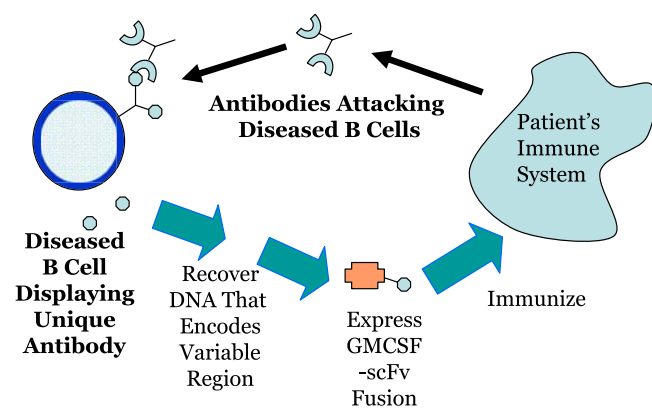 Antibodies Attacking
Diseased B Cells
Patient's
Immune
System
Diseased
B Cell
Displaying
Unique
Antibody
Recover
DNA That
Encodes
Variable
Region
Express
GMCSF
-scFv
Fusion
Immunize